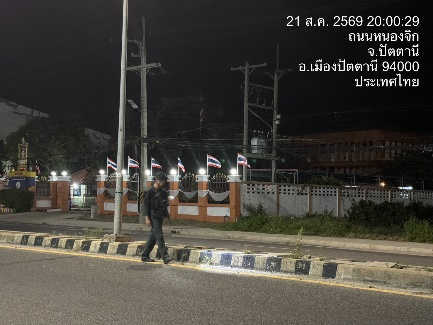 21 ส.ค. 2569 20:00:29
ถนนหนองจิก
จ.ปัตตานี
อ.เมืองปัตตานี 94000
ประเทศไทย